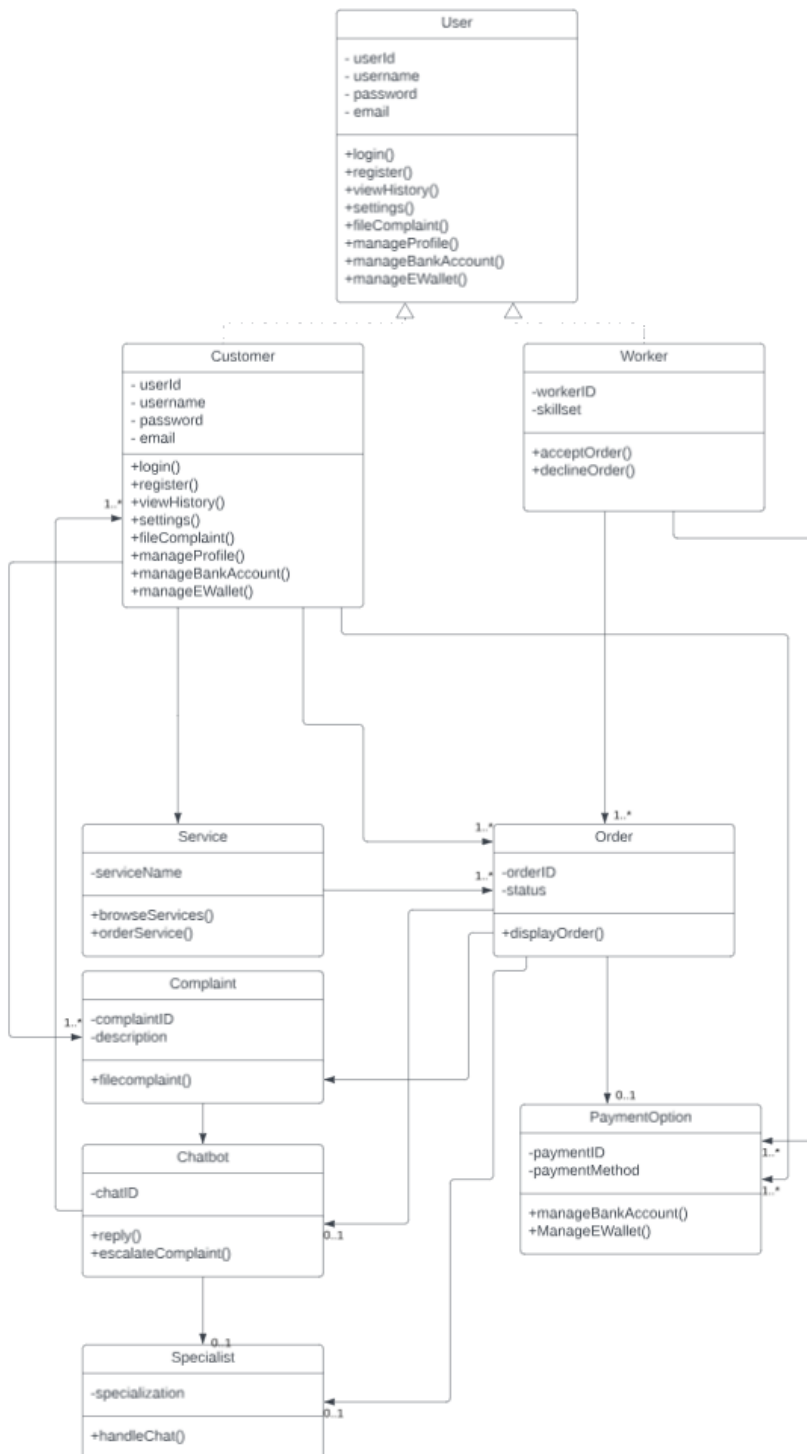 User
- userId
- username
- password
- email
+login()
+register()
+viewHistory()
+settings()
+fileComplaint()
+manageProfile()
+manageBankAccount()
+manageEWallet()
Customer
- userId
- username
- password
- email
+login()
+register()
+viewHistory()
+settings()
+fileComplaint()
+manageProfile()
+manageBankAccount()
+manageEWallet()
1..*
Worker
-workerID
-skillset
+acceptOrder()
+declineOrder()
Service
-serviceName
+browseServices()
+orderService()
1..*
1..*
1..*
Order
-orderID
-status
+displayOrder()
Complaint
1..*
-complaintID
-description
+filecomplaint()
Chatbot
-chatID
+reply()
+escalateComplaint()
0..1
0..1
PaymentOption
-paymentID
-paymentMethod
1..*
1..*
+manageBankAccount()
+ManageEWallet()
0..1
Specialist
-specialization
0..1
+handleChat()